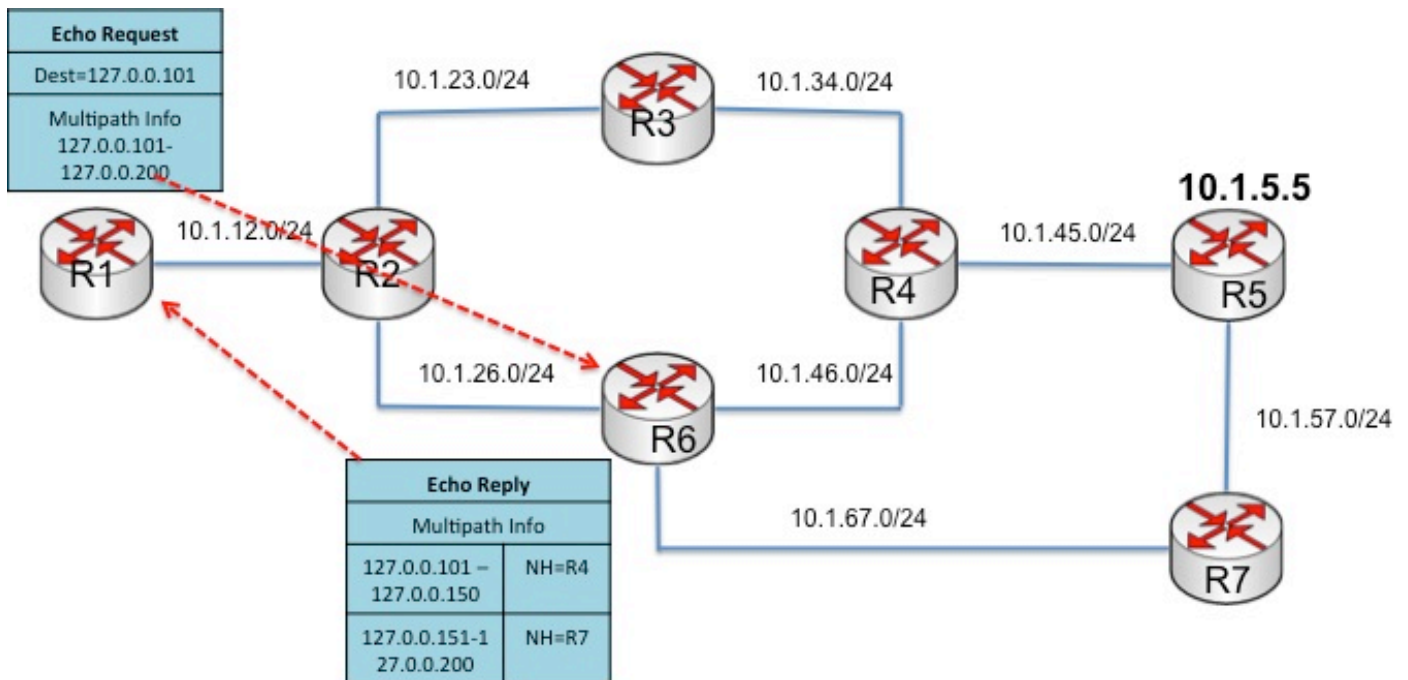 Echo Request
Dest=127.0.0.101
Multipath Info
127.0.0.101-
127.0.0.200
10.1.23.0/24
10.1.34.0/24
R3
10.1.5.5
10.1.12.0/24
10.1.45.0/24
R1
R2
R4
R5
10.1.26.0/24
10.1.46.0/24
R6
10.1.57.0/24
Echo Reply
Multipath Info
127.0.0.101 –
127.0.0.150
NH=R4
127.0.0.151-1
27.0.0.200
NH=R7
10.1.67.0/24
R7